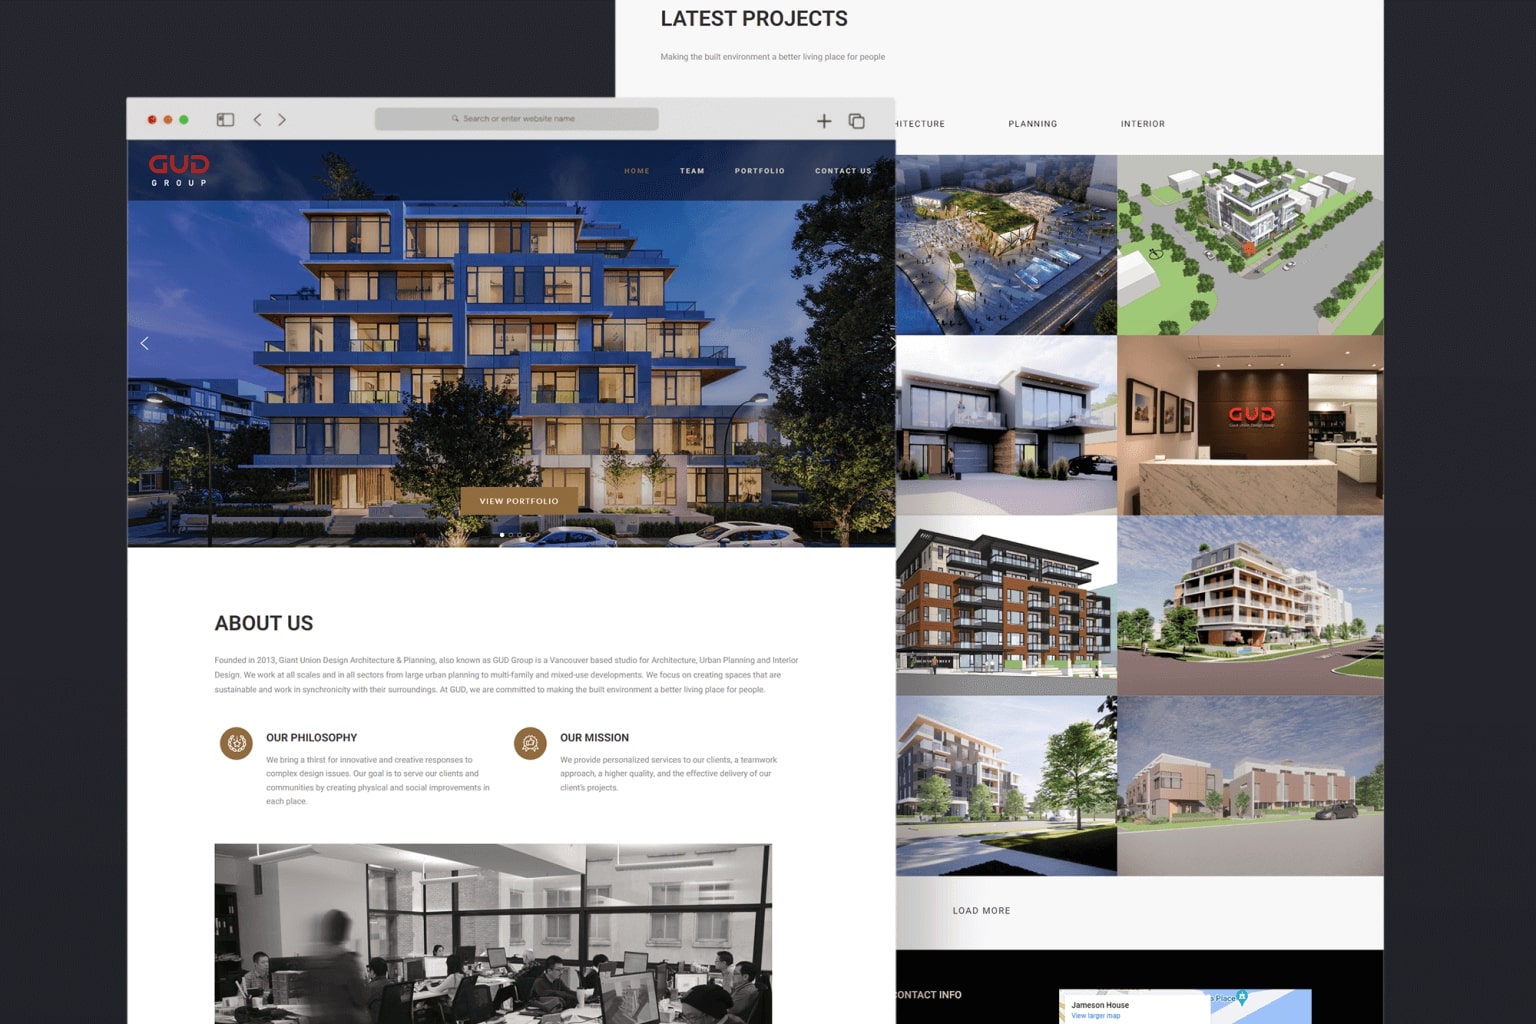 LATEST PROJECTS
Making the built environment a better living place for people
HITECTURE
PLANNING
INTERIOR
Search or enter website name
GUD
GROUP
HOME
TEAM
PORTFOLIO
CONTACT US
VIEW PORTFOLIO
ABOUT US
Founded in 2013, Giant Union Design Architecture & Planning, also known as GUD Group is a Vancouver based studio for Architecture, Urban Planning and Interior
Design. We work at all scales and in all sectors from large urban planning to multi-family and mixed-use developments. We focus on creating spaces that are
sustainable and work in synchronicity with their surroundings. At GUD, we are committed to making the built environment a better living place for people.
OUR PHILOSOPHY
We bring a thirst for innovative and creative responses to
complex design issues. Our goal is to serve our clients and
communities by creating physical and social improvements in
each place.
OUR MISSION
We provide personalized services to our clients, a teamwork
approach, a higher quality, and the effective delivery of our
client's projects.
GUD
Giant Union Design Group
LOAD MORE
CONTACT INFO
Jameson House
View larger map
Place